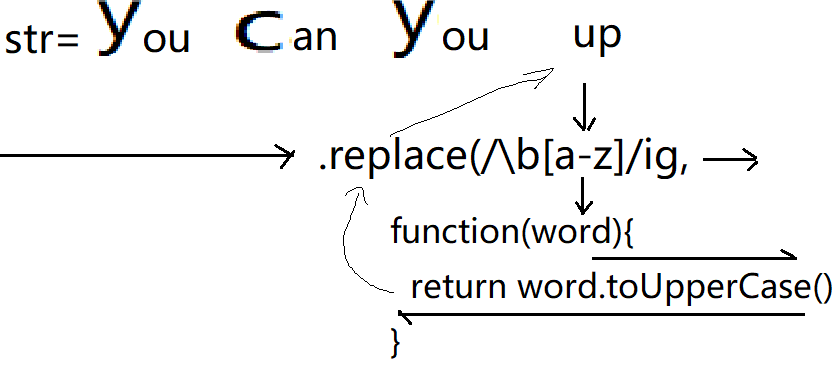 str= you can you up
.replace(/\b[a-z]/ig,
function(word){
return word.toUpperCase()
}